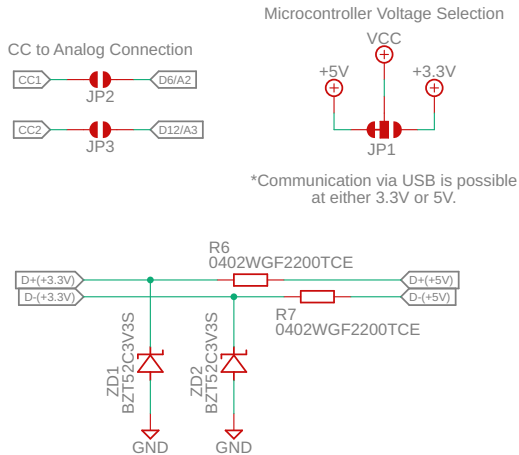 Microcontroller Voltage Selection
VCC
CC to Analog Connection
+5V
+3.3V
CC1
D6/A2
JP2
CC2
D12/A3
JP3
JP1
*Communication via USB is possible
at either 3.3V or 5V.
R6
0402WGF2200TCE
D+(+3.3V)
D+(+5V)
D-(+3.3V)
D-(+5V)
R7
0402WGF2200TCE
ZD1
BZT52C3V3S
ZD2
BZT52C3V3S
GND
GND